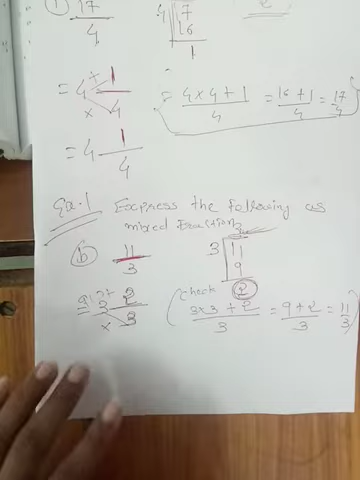 ① 17/4
4 | 17
16
1
= 4 1/4
= (4 × 4 + 1)/4 = (16 + 1)/4 = 17/4
= 4 1/4
Ex.1 Express the following as
mixed fraction
ⓑ 11/3
3 | 11
9
②
= 3 2/3
check
(3×3 + 2)/3 = (9 + 2)/3 = 11/3